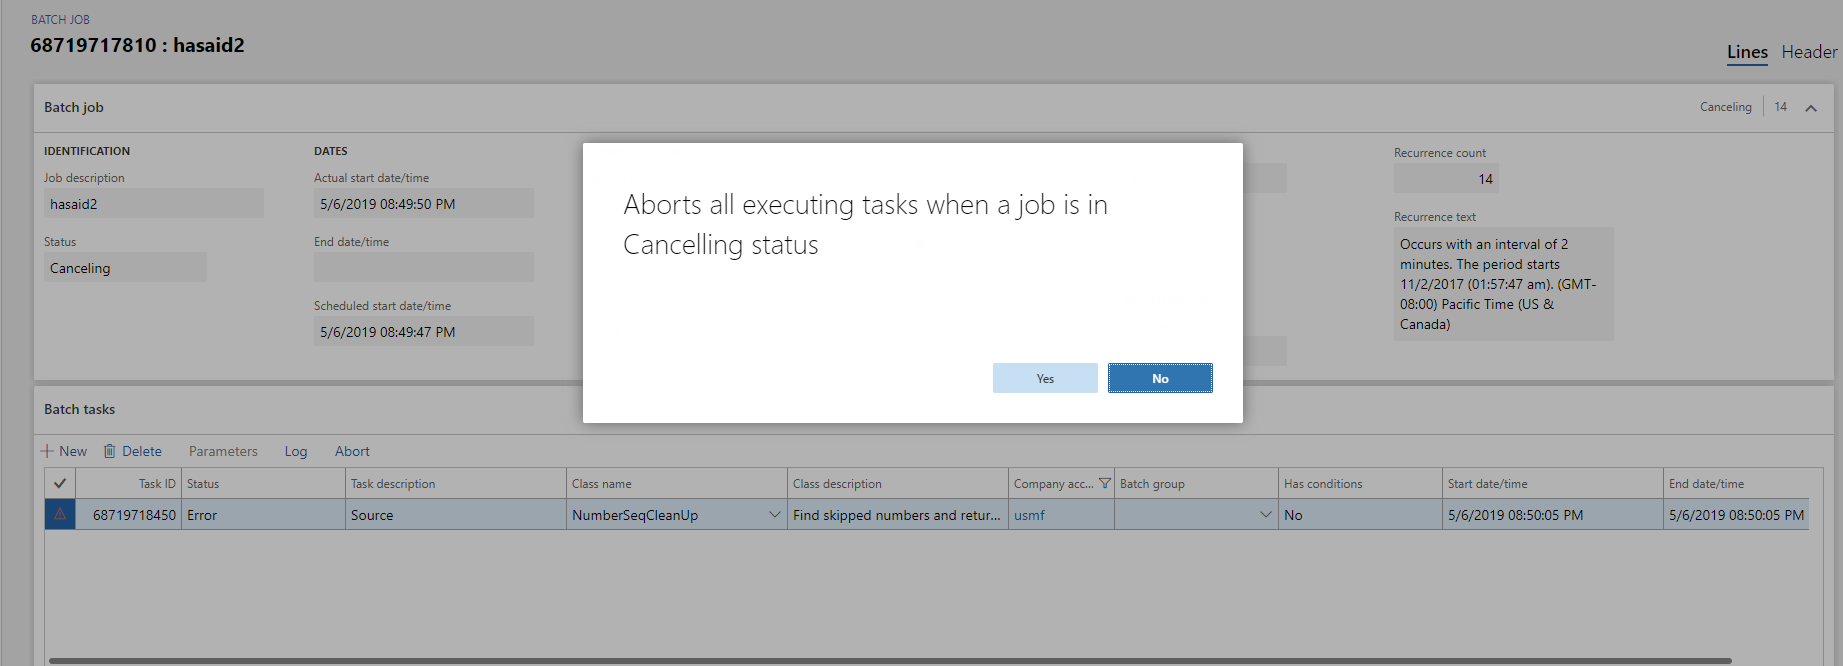 BATCH JOB
68719717810 : hasaid2
Lines Header
Batch job
Canceling 14
IDENTIFICATION
Job description
hasaid2
Status
Canceling
DATES
Actual start date/time
5/6/2019 08:49:50 PM
End date/time
Scheduled start date/time
5/6/2019 08:49:47 PM
Aborts all executing tasks when a job is in
Cancelling status
Yes No
Recurrence count
14
Recurrence text
Occurs with an interval of 2
minutes. The period starts
11/2/2017 (01:57:47 am). (GMT-
08:00) Pacific Time (US &
Canada)
Batch tasks
New Delete Parameters Log Abort
Task ID Status Task description Class name Class description Company acc... Batch group Has conditions Start date/time End date/time
68719718450 Error Source NumberSeqCleanUp Find skipped numbers and retur... usmf No 5/6/2019 08:50:05 PM 5/6/2019 08:50:05 PM